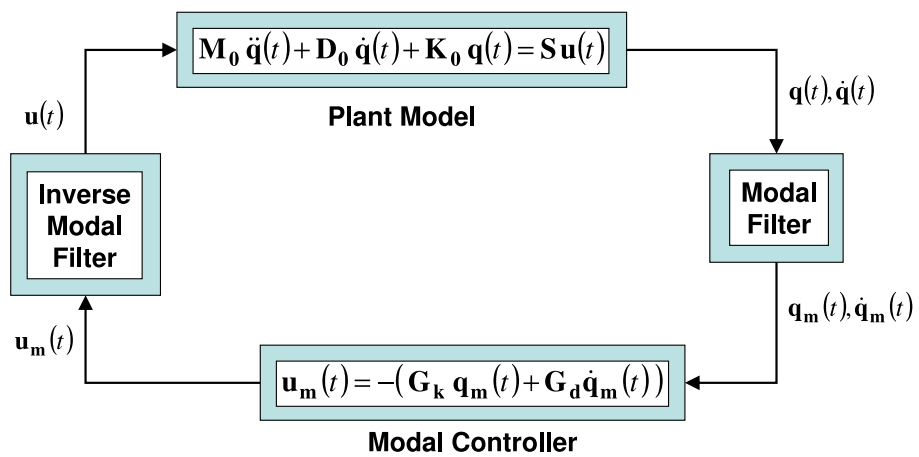 M₀ q̈(t) + D₀ q̇(t) + K₀ q(t) = S u(t)
Plant Model
u(t)
q(t), q̇(t)
Inverse
Modal
Filter
Modal
Filter
uₘ(t)
qₘ(t), q̇ₘ(t)
uₘ(t) = −(Gₖ qₘ(t) + G_d q̇ₘ(t))
Modal Controller